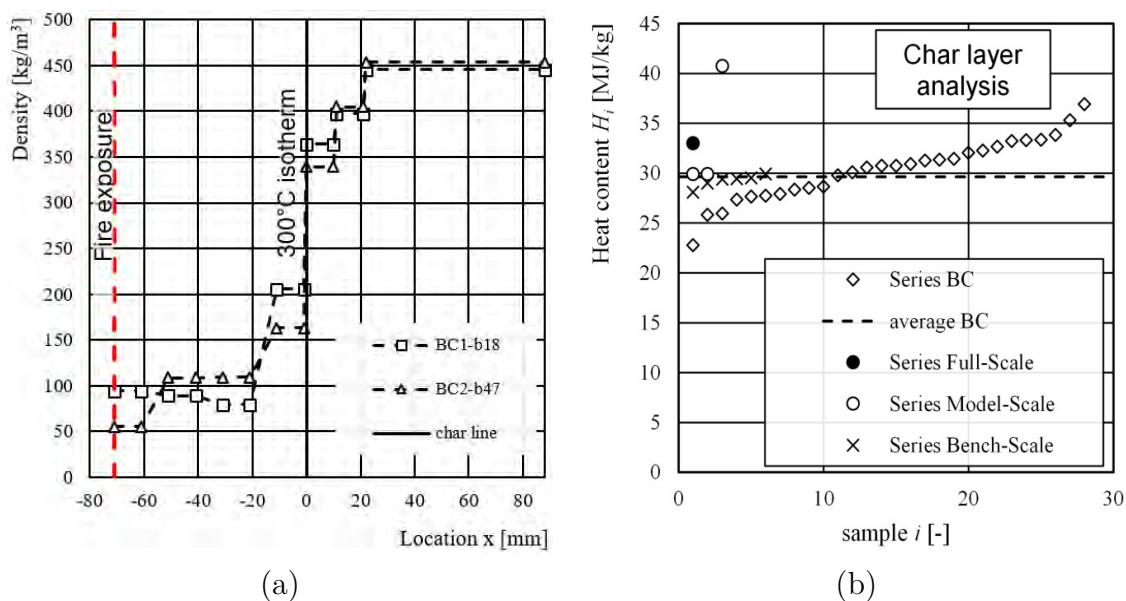 500
450
400
350
300
250
200
150
100
50
0
Density [kg/m³]
Fire exposure
300°C isotherm
BC1-b18
BC2-b47
char line
-80 -60 -40 -20 0 20 40 60 80
Location x [mm]
(a)
45
40
35
30
25
20
15
10
5
0
Heat content Hᵢ [MJ/kg]
Char layer
analysis
Series BC
average BC
Series Full-Scale
Series Model-Scale
Series Bench-Scale
0 10 20 30
sample i [-]
(b)